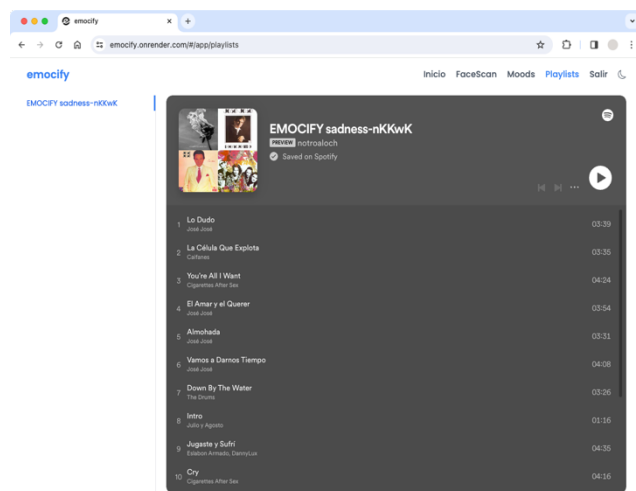 emocify
emocify.onrender.com/#/app/playlists
emocify
Inicio FaceScan Moods Playlists Salir
EMOCIFY sadness-nKKwK
EMOCIFY sadness-nKKwK
PREVIEW notroaloch
Saved on Spotify
1 Lo Dudo 03:39
José José
2 La Célula Que Explota 03:35
Caifanes
3 You're All I Want 04:24
Cigarettes After Sex
4 El Amar y el Querer 03:54
José José
5 Almohada 03:31
José José
6 Vamos a Darnos Tiempo 04:08
José José
7 Down By The Water 03:26
The Drums
8 Intro 01:16
Julio y Agosto
9 Jugaste y Sufrí 04:35
Eslabon Armado, DannyLux
10 Cry 04:16
Cigarettes After Sex